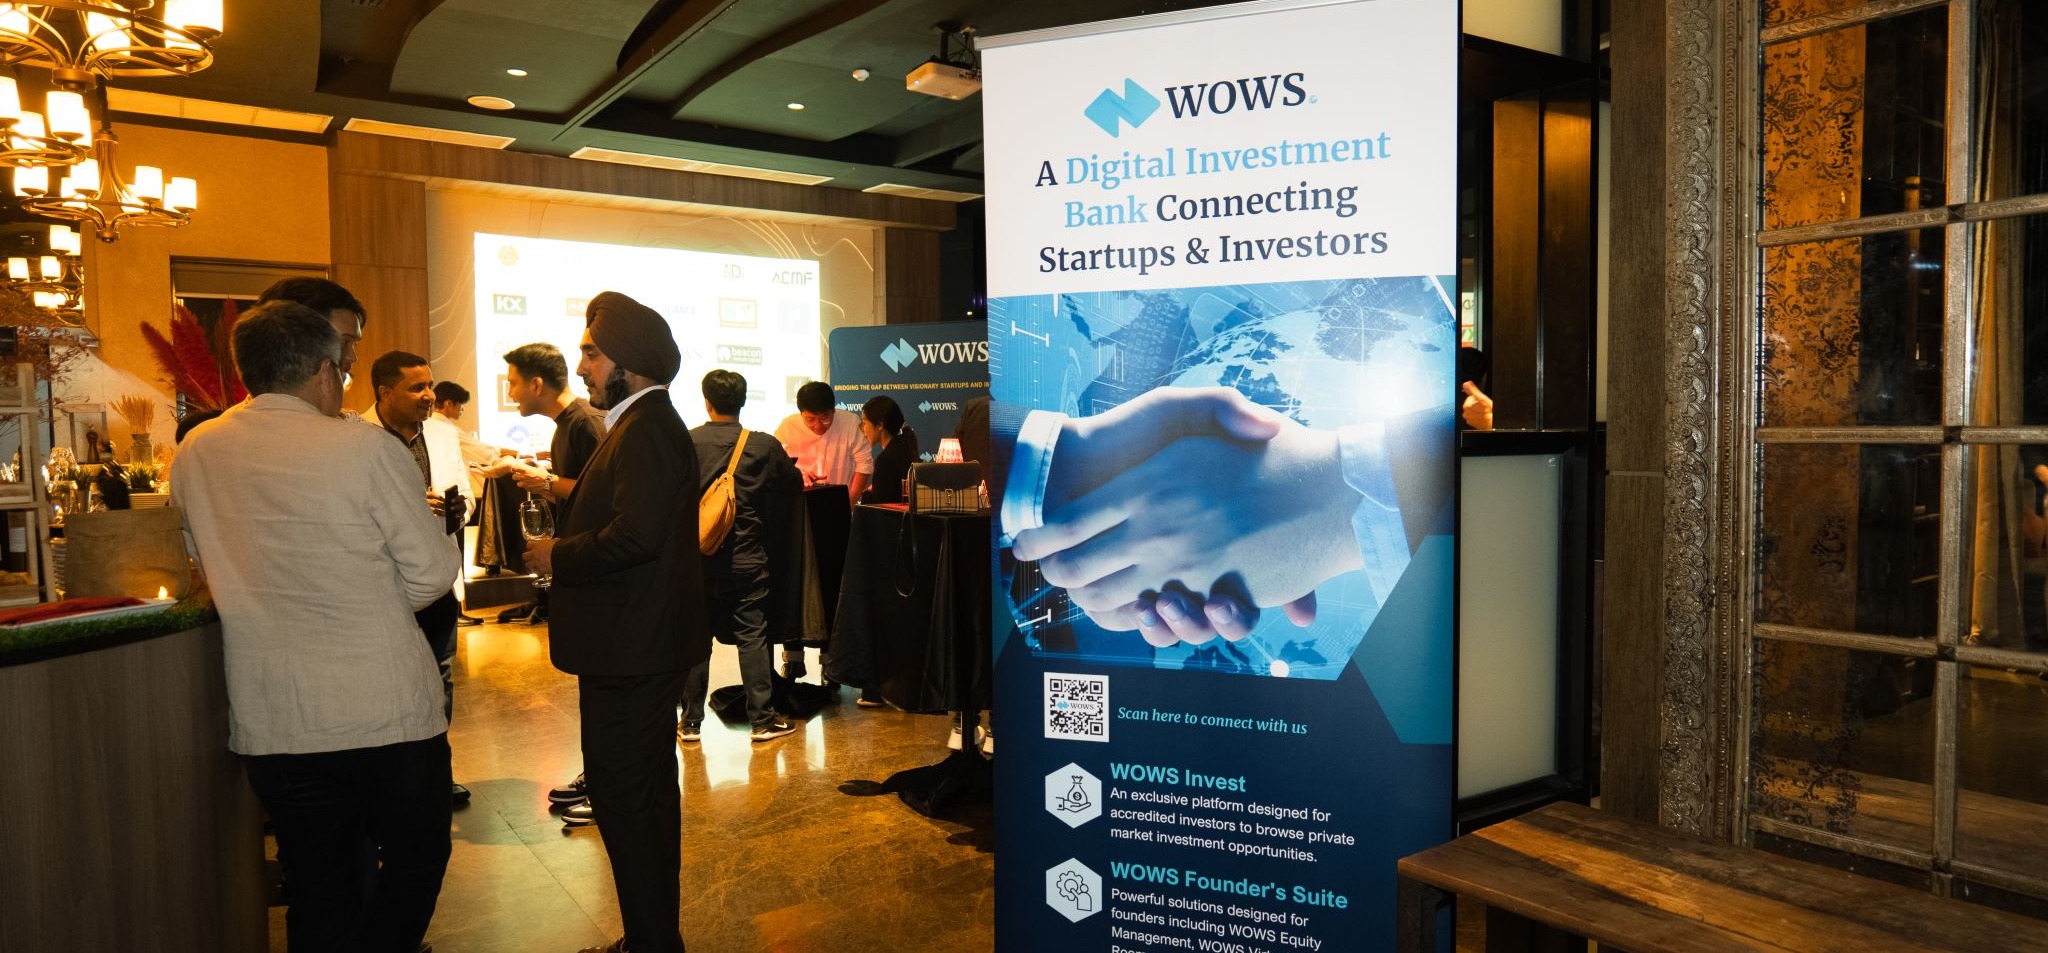 WOWS
A Digital Investment
Bank Connecting
Startups & Investors
Scan here to connect with us
WOWS Invest
An exclusive platform designed for
accredited investors to browse private
market investment opportunities.
WOWS Founder's Suite
Powerful solutions designed for
founders including WOWS Equity
Management, WOWS
WOWS
BRIDGING THE GAP BETWEEN VISIONARY STARTUPS AND
WOWS
ACMF
KX
beacon
WOWS